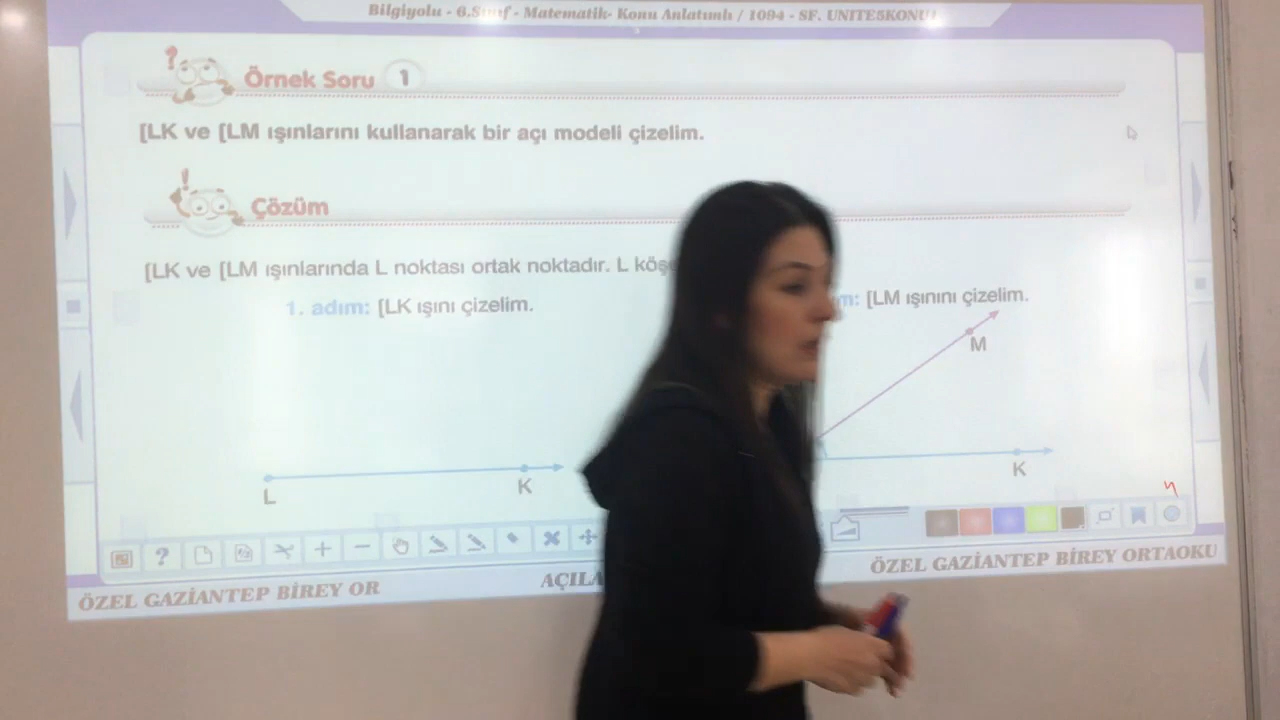 Bilgiyolu - 6.Sınıf - Matematik- Konu Anlatımlı / 1094 - SF. UNITE5KONU1
Örnek Soru 1
[LK ve [LM ışınlarını kullanarak bir açı modeli çizelim.
Çözüm
[LK ve [LM ışınlarında L noktası ortak noktadır. L köşe
1. adım: [LK ışını çizelim.
m: [LM ışınını çizelim.
M
L
K
K
ÖZEL GAZİANTEP BİREY OR
AÇILA
ÖZEL GAZİANTEP BİREY ORTAOKU